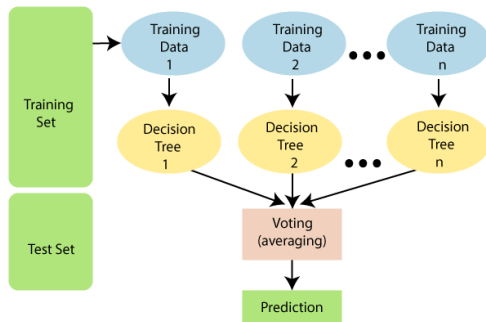 Training
Set
Test Set
Training
Data
1
Training
Data
2
Training
Data
n
Decision
Tree
1
Decision
Tree
2
Decision
Tree
n
Voting
(averaging)
Prediction